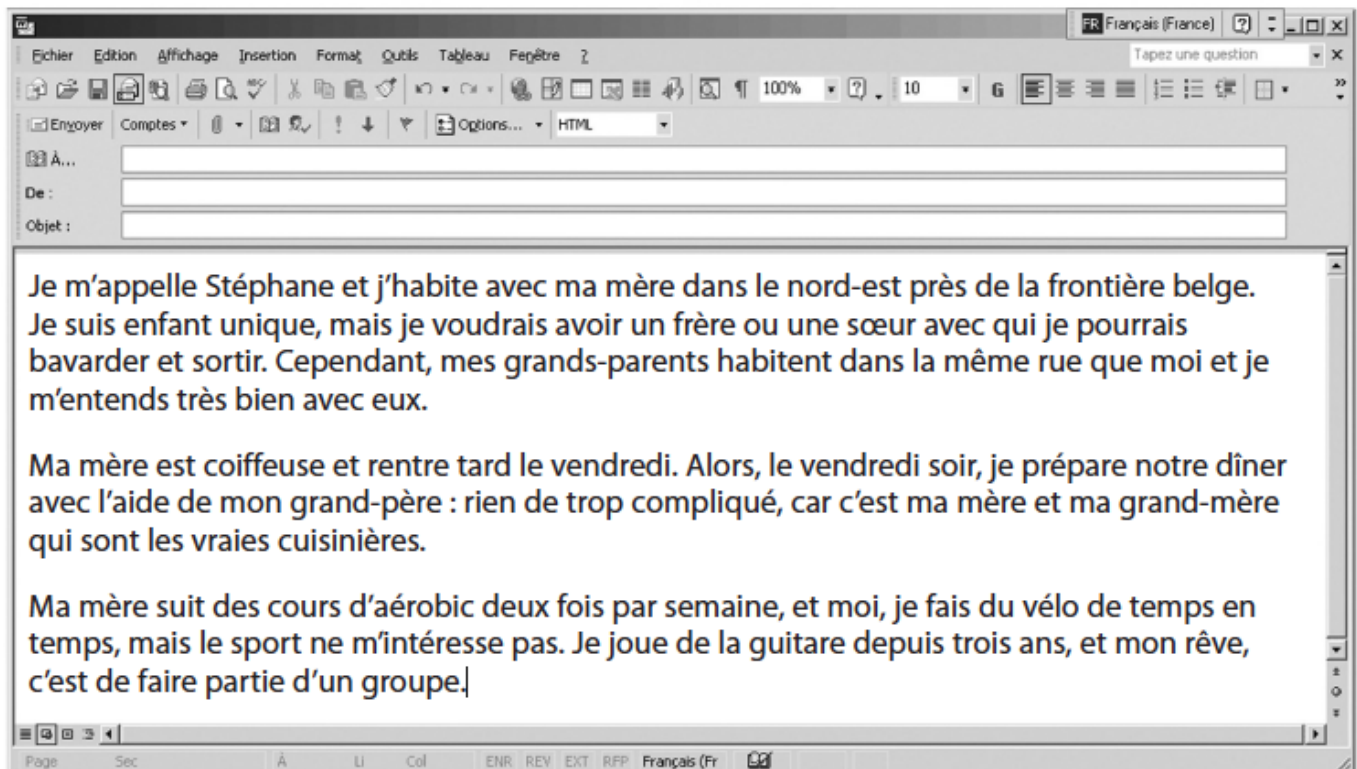 FR Français (France)
Fichier Edition Affichage Insertion Format Outils Tableau Fenêtre ? Tapez une question
100% 10 G
Envoyer Comptes Options... HTML
À...
De :
Objet :
Je m'appelle Stéphane et j'habite avec ma mère dans le nord-est près de la frontière belge.
Je suis enfant unique, mais je voudrais avoir un frère ou une sœur avec qui je pourrais
bavarder et sortir. Cependant, mes grands-parents habitent dans la même rue que moi et je
m'entends très bien avec eux.
Ma mère est coiffeuse et rentre tard le vendredi. Alors, le vendredi soir, je prépare notre dîner
avec l'aide de mon grand-père : rien de trop compliqué, car c'est ma mère et ma grand-mère
qui sont les vraies cuisinières.
Ma mère suit des cours d'aérobic deux fois par semaine, et moi, je fais du vélo de temps en
temps, mais le sport ne m'intéresse pas. Je joue de la guitare depuis trois ans, et mon rêve,
c'est de faire partie d'un groupe.
Page Sec À Li Col ENR REV EXT RFP Français (Fr